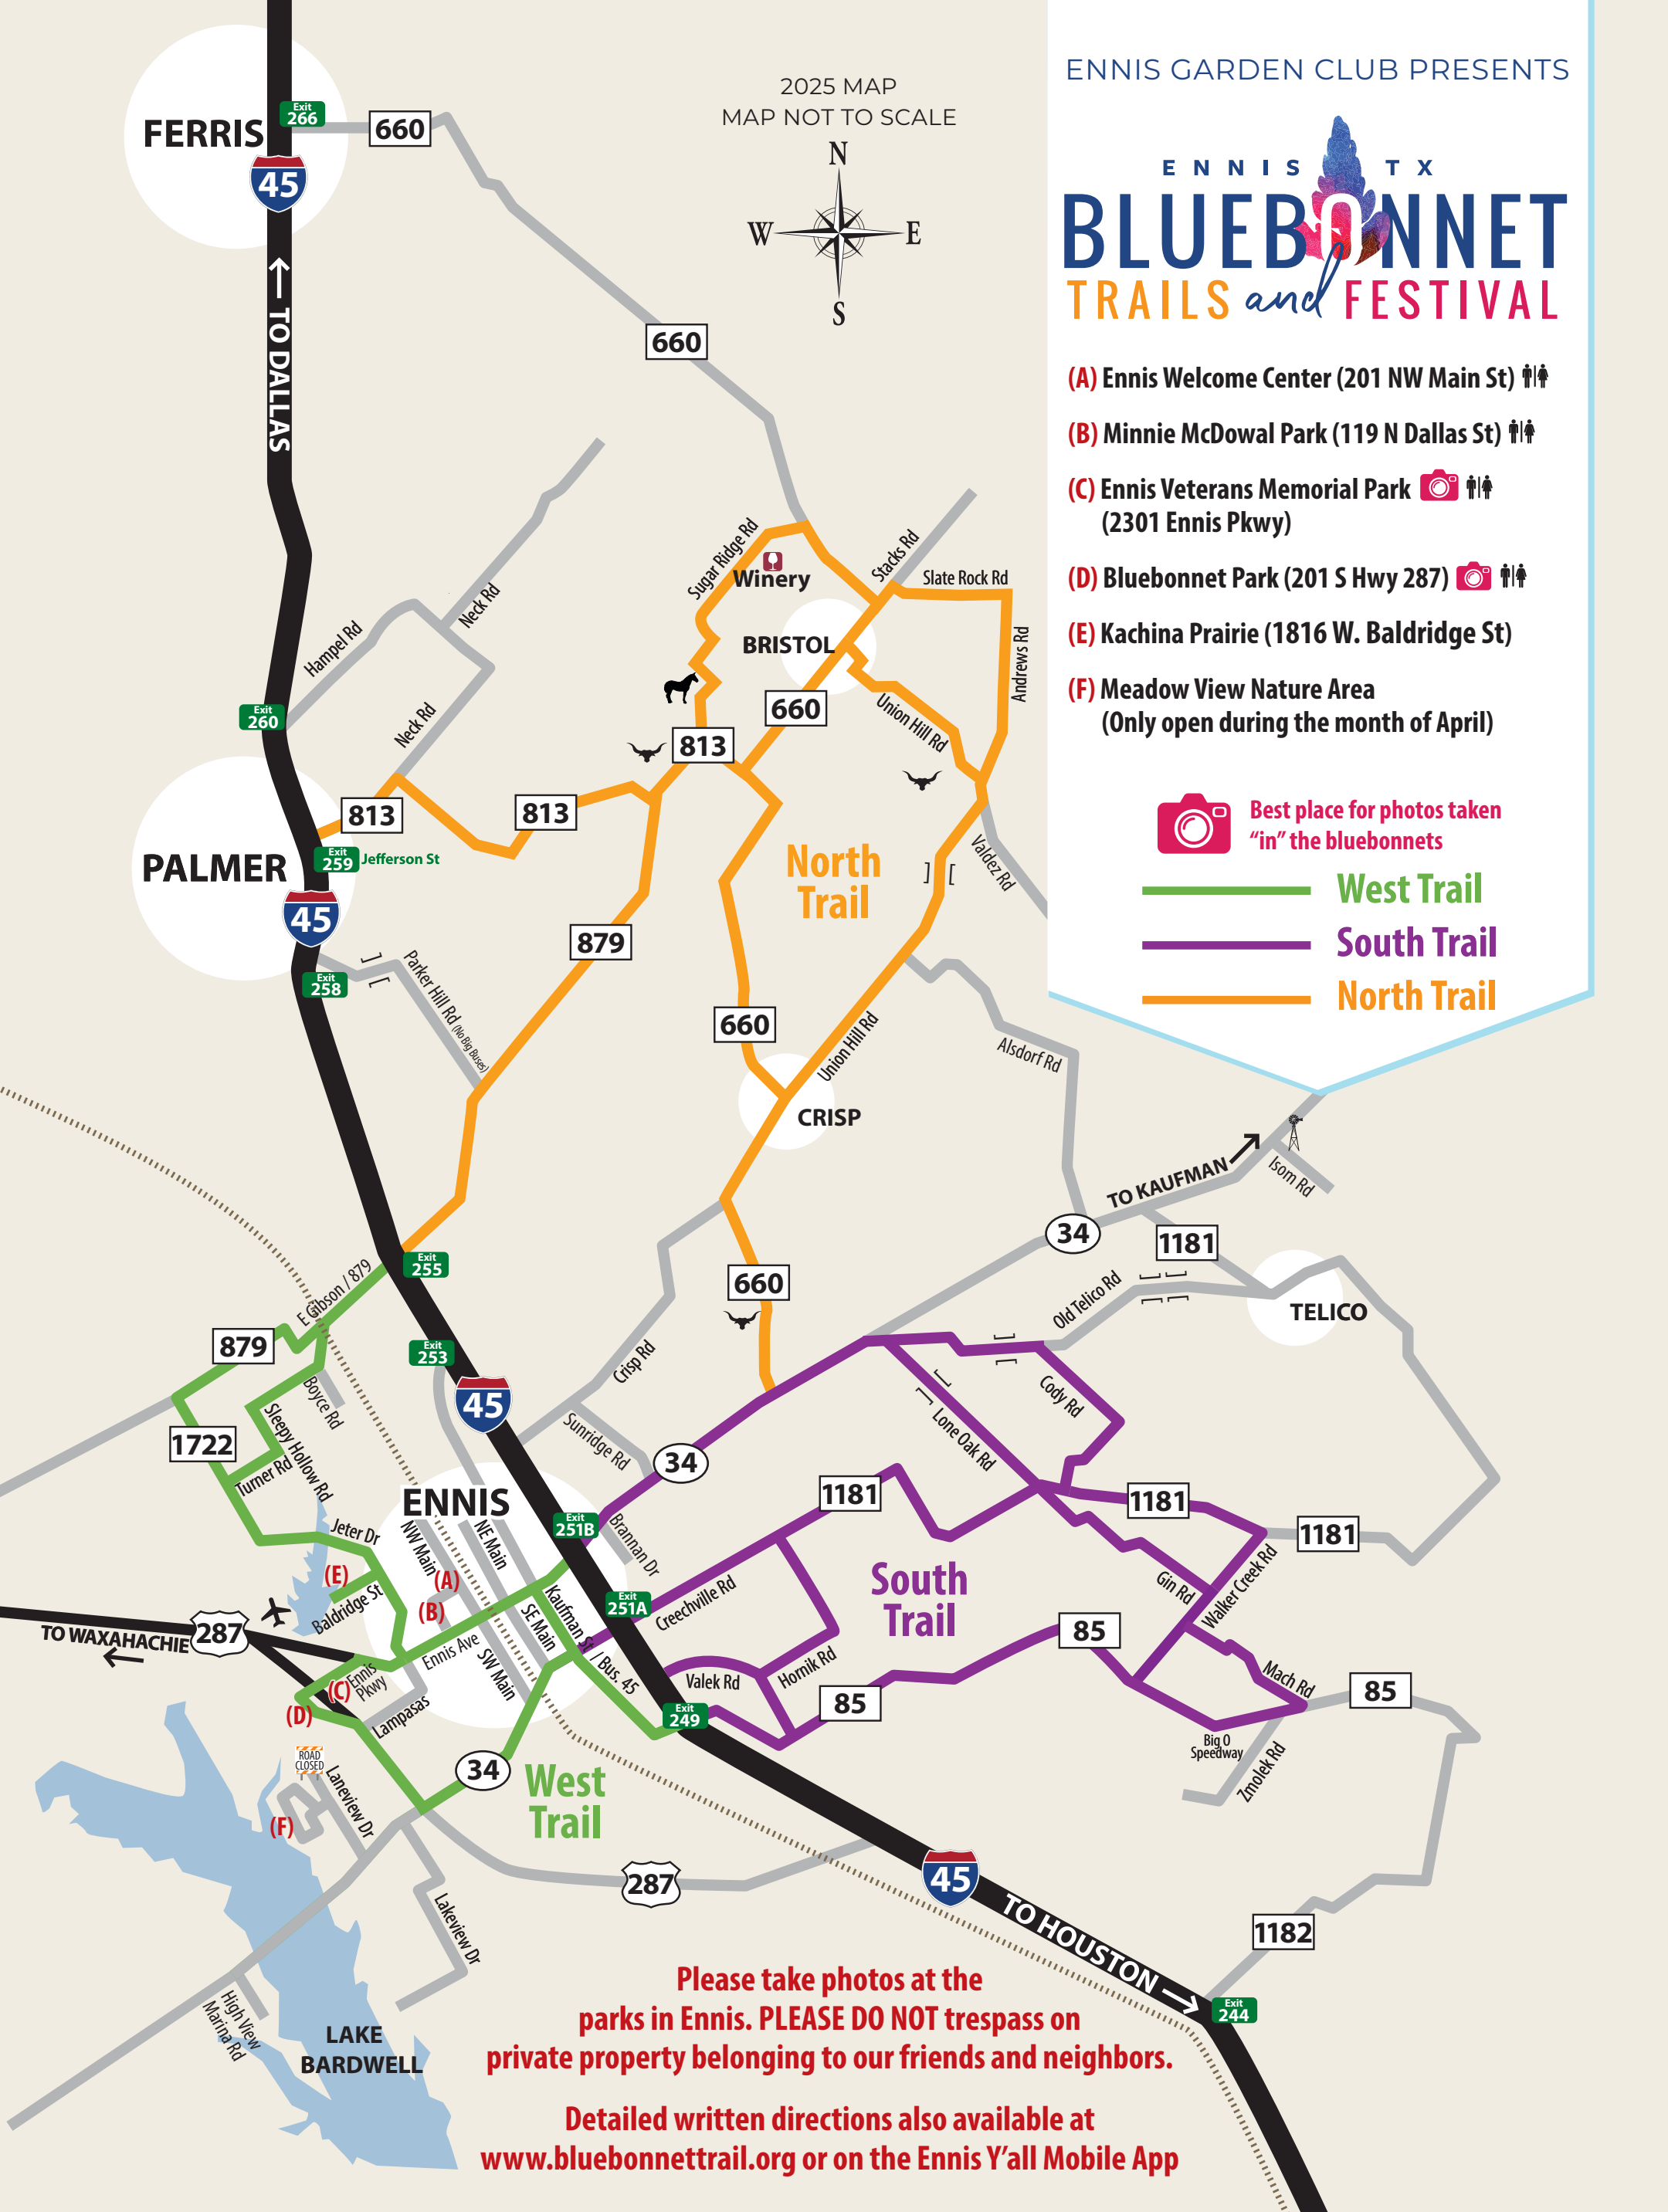 2025 MAP
MAP NOT TO SCALE
N
W
E
S
ENNIS GARDEN CLUB PRESENTS
ENNIS TX
BLUEBONNET
TRAILS and FESTIVAL
(A) Ennis Welcome Center (201 NW Main St)
(B) Minnie McDowal Park (119 N Dallas St)
(C) Ennis Veterans Memorial Park
(2301 Ennis Pkwy)
(D) Bluebonnet Park (201 S Hwy 287)
(E) Kachina Prairie (1816 W. Baldridge St)
(F) Meadow View Nature Area
(Only open during the month of April)
Best place for photos taken
“in” the bluebonnets
West Trail
South Trail
North Trail
FERRIS
Exit
266
660
45
← TO DALLAS
660
Sugar Ridge Rd
Winery
Stacks Rd
Slate Rock Rd
BRISTOL
Andrews Rd
Neck Rd
Hampel Rd
Exit
260
Neck Rd
660
Union Hill Rd
813
813
813
PALMER
Exit
259
Jefferson St
45
North
Trail
Valdez Rd
879
Exit
258
Parker Hill Rd (No Big Buses)
660
Union Hill Rd
Alsdorf Rd
CRISP
TO KAUFMAN
Isom Rd
34
1181
Exit
255
E Gibson / 879
660
Old Telico Rd
TELICO
879
Exit
253
Crisp Rd
Boyce Rd
45
Cody Rd
Sleepy Hollow Rd
Lone Oak Rd
1722
Sunridge Rd
34
Turner Rd
1181
1181
1181
ENNIS
Exit
251B
Jeter Dr
NW Main
NE Main
Brannan Dr
(E)
(A)
(B)
Baldridge St
South
Trail
Gin Rd
Walker Creek Rd
Exit
251A
Creechville Rd
Kaufman St / Bus. 45
SE Main
287
TO WAXAHACHIE
←
Ennis Ave
SW Main
85
(C)
Ennis
Pkwy
(D)
Lampasas
Valek Rd
Hornik Rd
Mach Rd
85
85
Exit
249
Big O
Speedway
Zmolek Rd
ROAD
CLOSED
34
West
Trail
Laneview Dr
(F)
287
45
Lakeview Dr
TO HOUSTON →
1182
Exit
244
High View
Marina Rd
LAKE
BARDWELL
Please take photos at the
parks in Ennis. PLEASE DO NOT trespass on
private property belonging to our friends and neighbors.
Detailed written directions also available at
www.bluebonnettrail.org or on the Ennis Y’all Mobile App